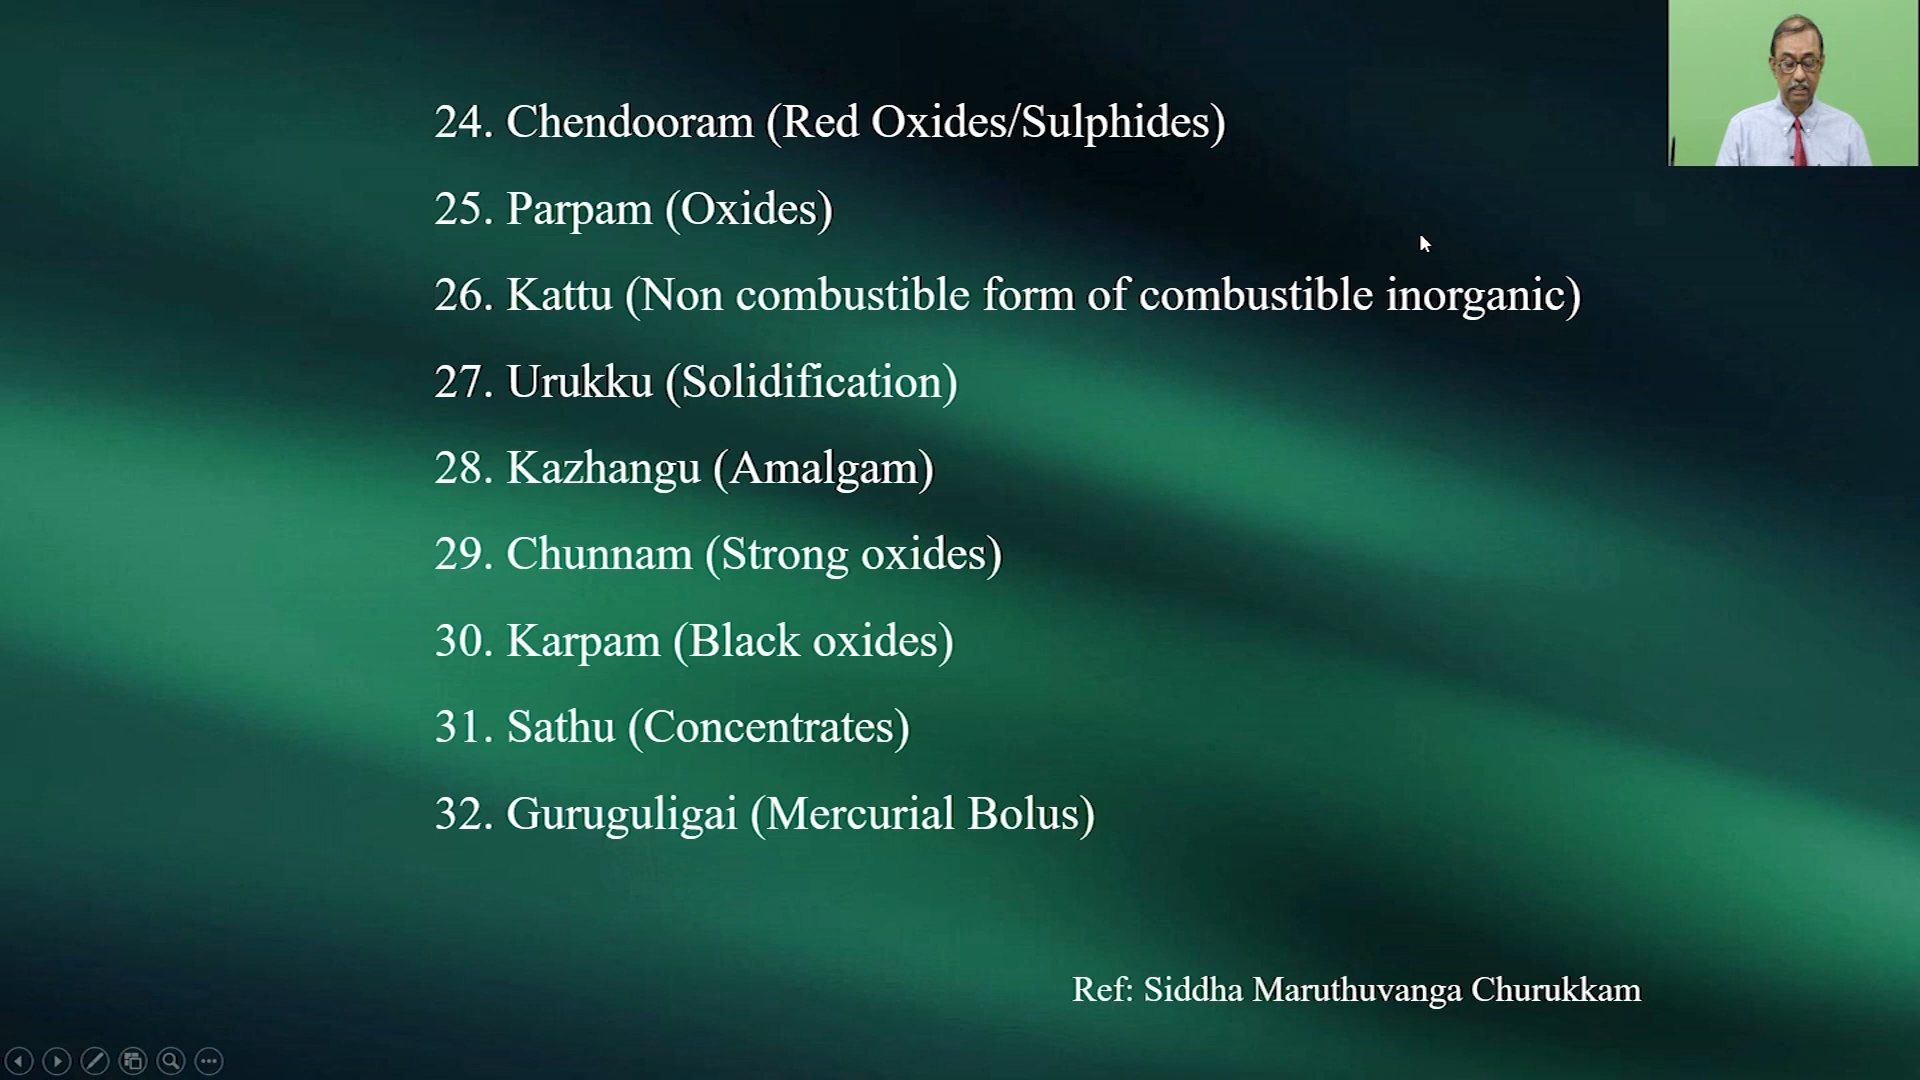 24. Chendooram (Red Oxides/Sulphides)
25. Parpam (Oxides)
26. Kattu (Non combustible form of combustible inorganic)
27. Urukku (Solidification)
28. Kazhangu (Amalgam)
29. Chunnam (Strong oxides)
30. Karpam (Black oxides)
31. Sathu (Concentrates)
32. Guruguligai (Mercurial Bolus)
Ref: Siddha Maruthuvanga Churukkam